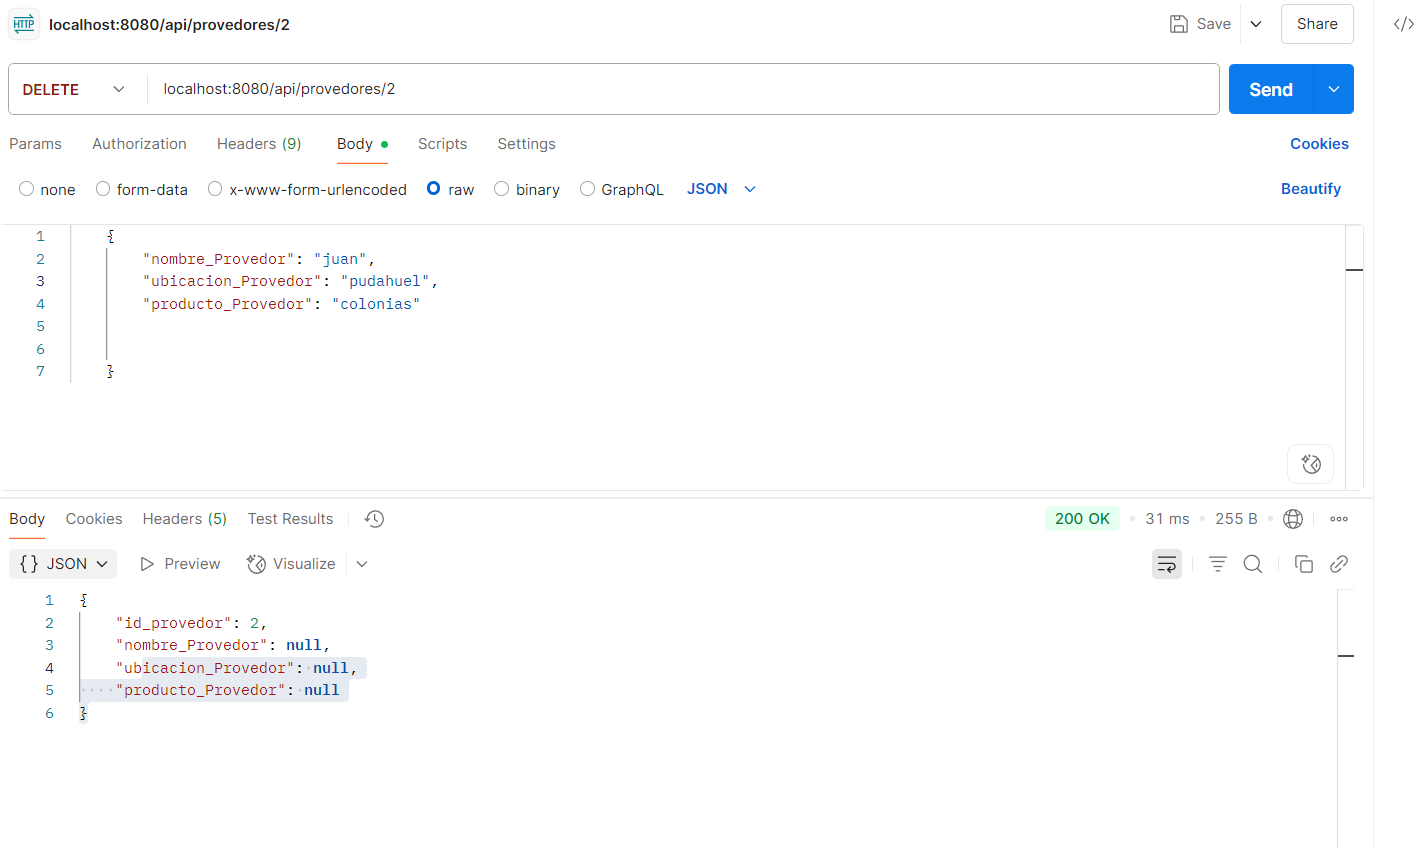 HTTP localhost:8080/api/provedores/2 Save Share </>
DELETE localhost:8080/api/provedores/2 Send
Params Authorization Headers (9) Body Scripts Settings Cookies
none form-data x-www-form-urlencoded raw binary GraphQL JSON Beautify
1 {
2 "nombre_Provedor": "juan",
3 "ubicacion_Provedor": "pudahuel",
4 "producto_Provedor": "colonias"
5
6
7 }
Body Cookies Headers (5) Test Results 200 OK 31 ms 255 B
{} JSON Preview Visualize
1 {
2 "id_provedor": 2,
3 "nombre_Provedor": null,
4 "ubicacion_Provedor": null,
5 "producto_Provedor": null
6 }